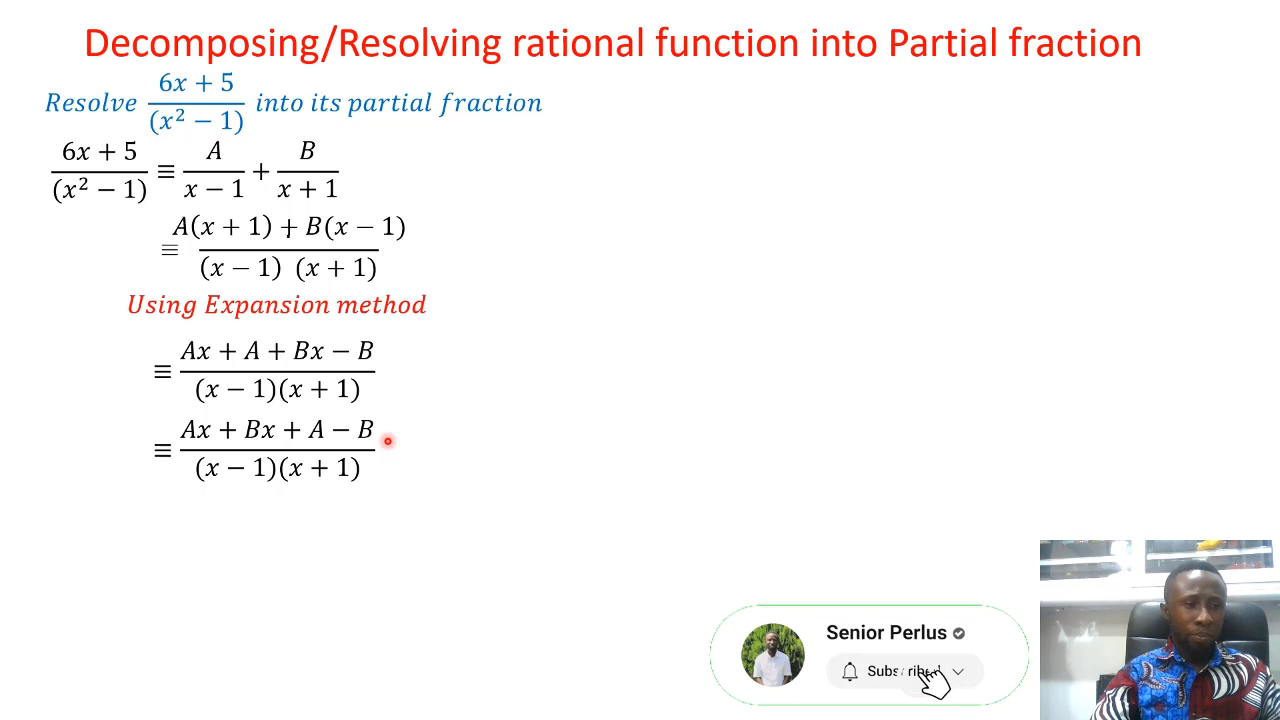 Decomposing/Resolving rational function into Partial fraction
Resolve (6x + 5)/((x² − 1)) into its partial fraction
(6x + 5)/((x² − 1)) ≡ A/(x − 1) + B/(x + 1)
≡ (A(x + 1) + B(x − 1))/((x − 1) (x + 1))
Using Expansion method
≡ (Ax + A + Bx − B)/((x − 1)(x + 1))
≡ (Ax + Bx + A − B)/((x − 1)(x + 1))
Senior Perlus
Subscribed